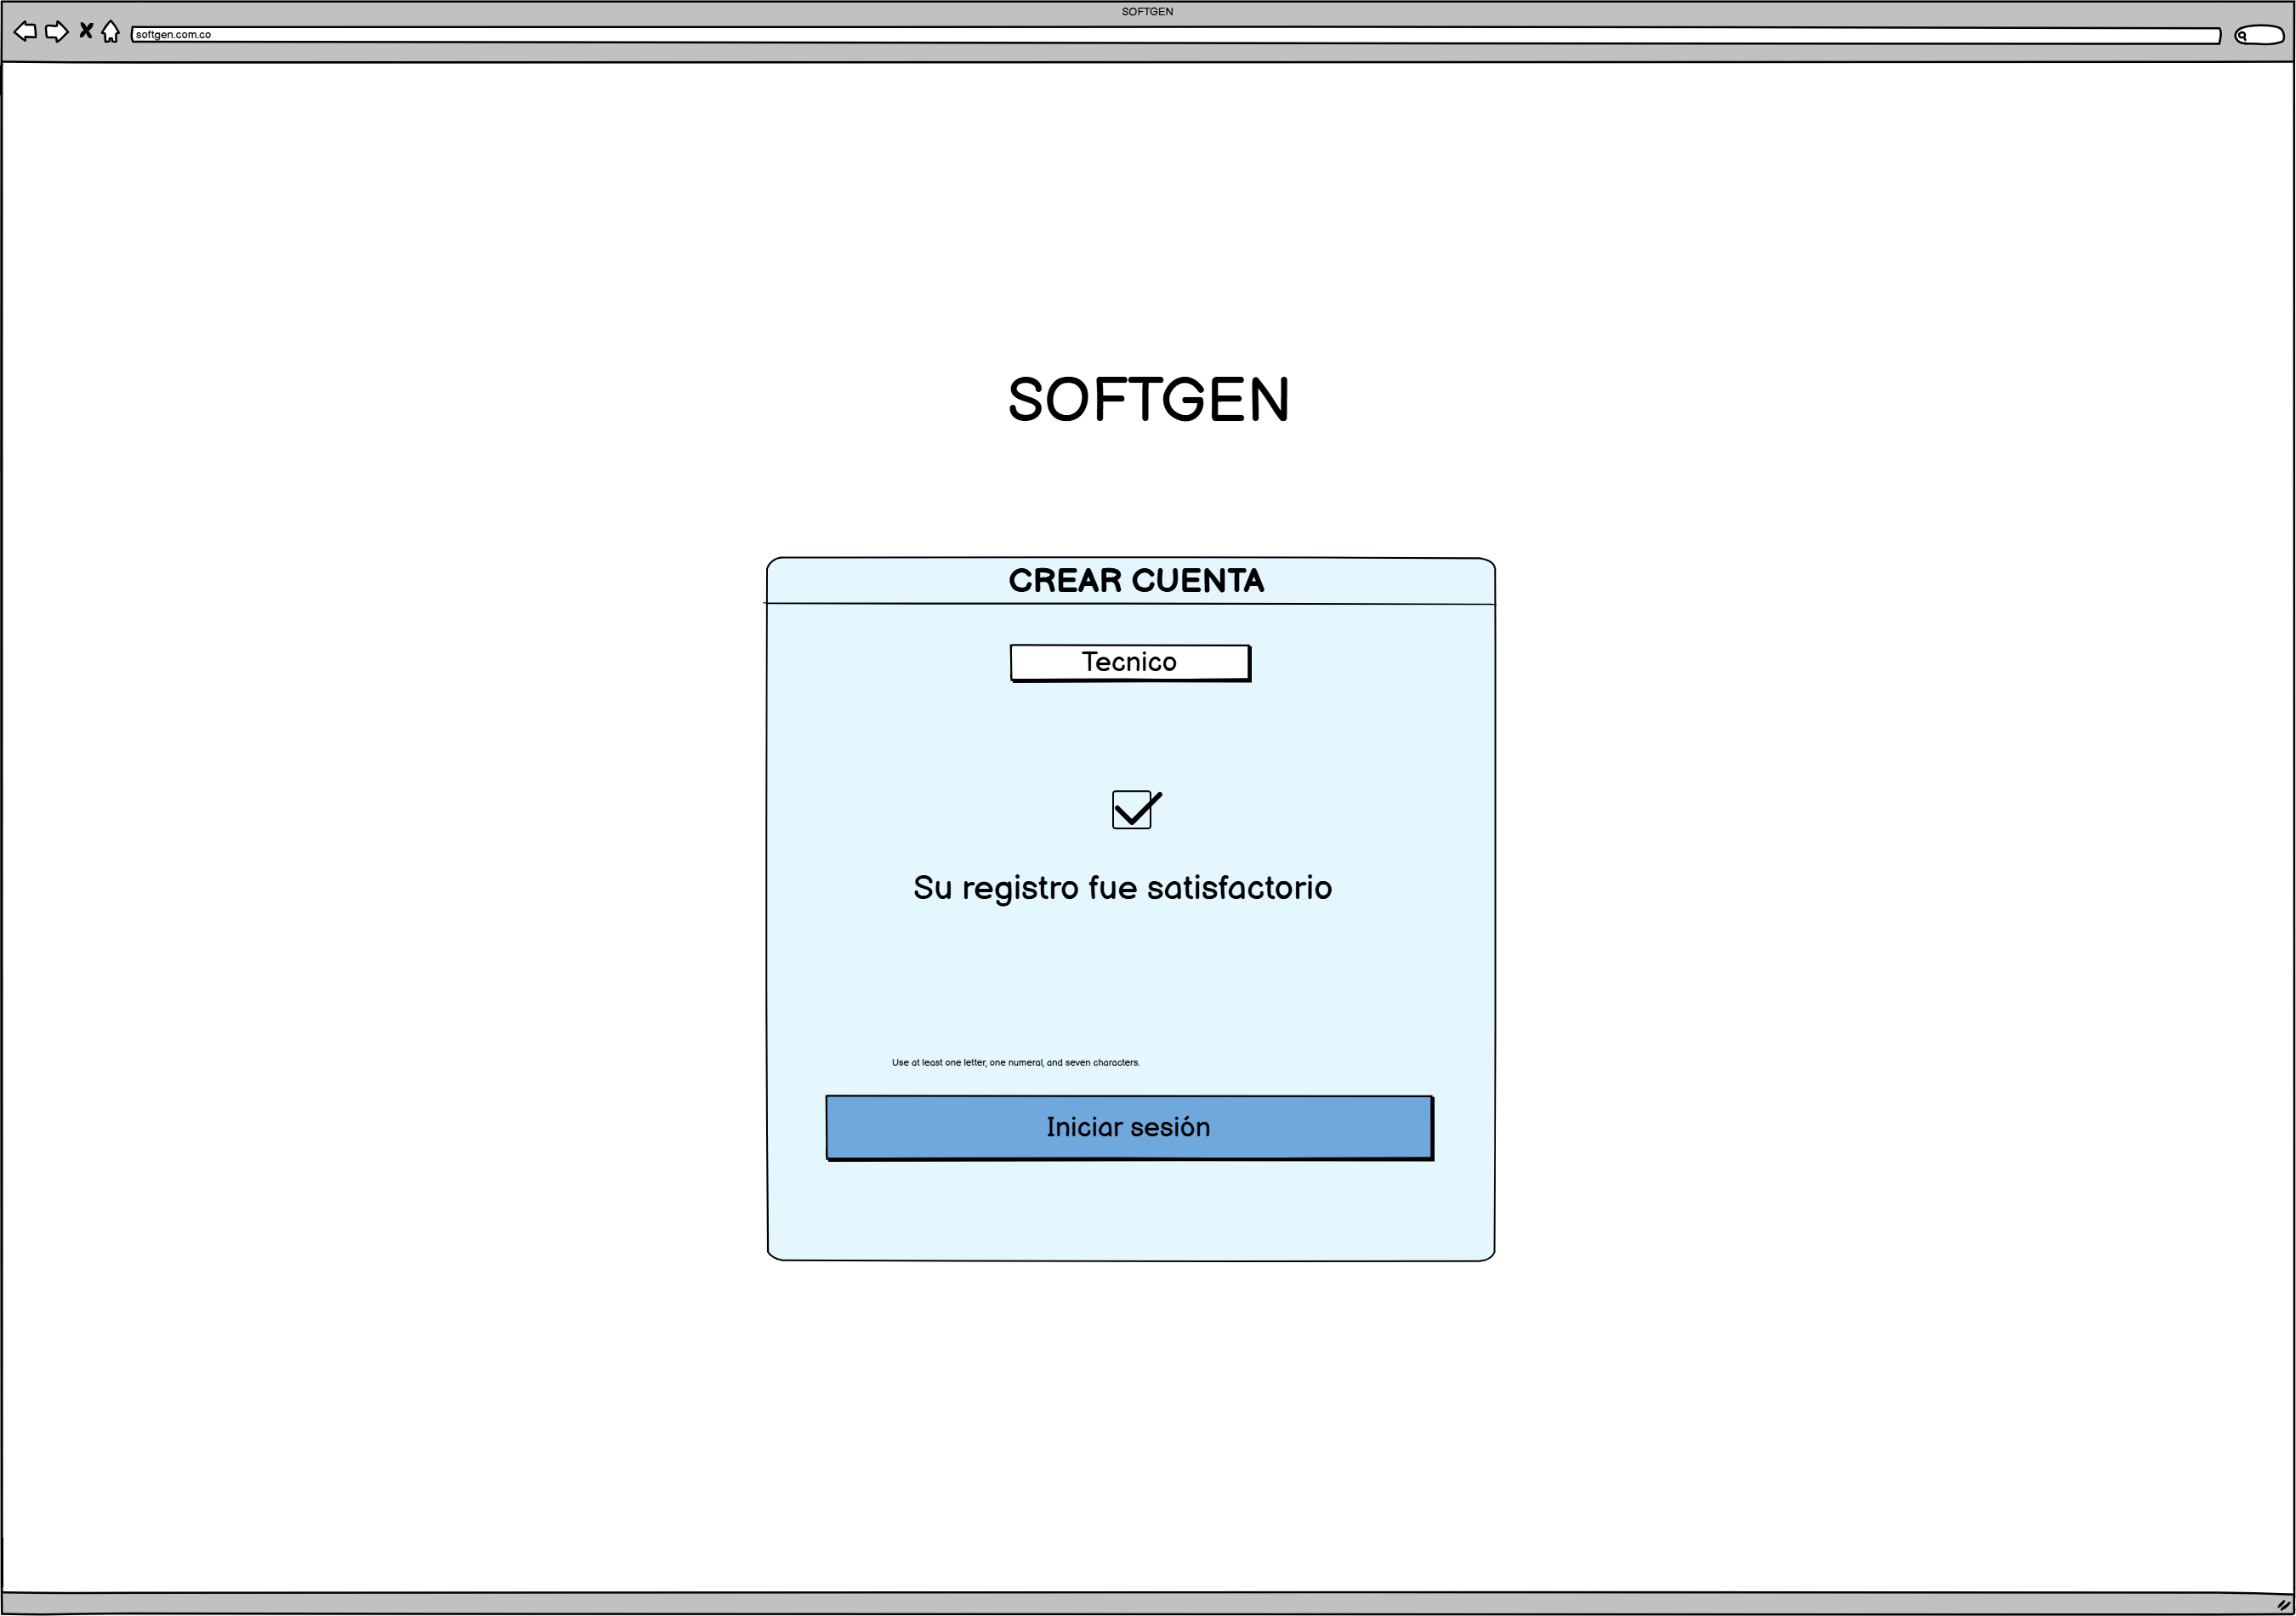 SOFTGEN
softgen.com.co
SOFTGEN
CREAR CUENTA
Tecnico
Su registro fue satisfactorio
Use at least one letter, one numeral, and seven characters.
Iniciar sesión